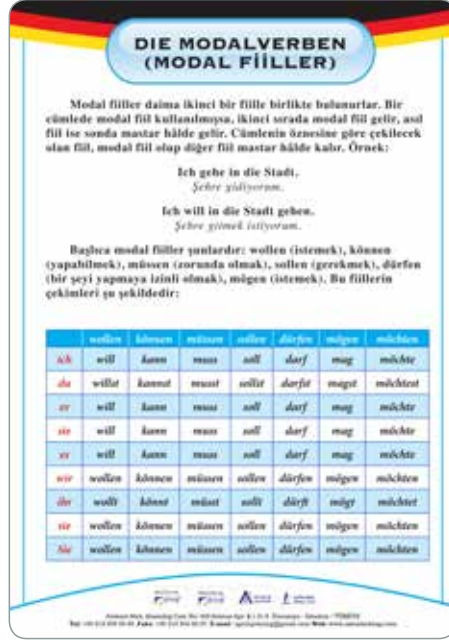 DIE MODALVERBEN
(MODAL FİİLLER)
Modal fiiller daima ikinci bir fiille birlikte bulunurlar. Bir
cümlede modal fiil kullanılmışsa, ikinci sırada modal fiil gelir, asıl
fiil ise sonda mastar hâlde gelir. Cümlenin öznesine göre çekilecek
olan fiil, modal fiil olup diğer fiil mastar hâlde kalır. Örnek:
Ich gehe in die Stadt.
Şehre gidiyorum.
Ich will in die Stadt gehen.
Şehre gitmek istiyorum.
Başlıca modal fiiller şunlardır: wollen (istemek), können
(yapabilmek), müssen (zorunda olmak), sollen (gerekmek), dürfen
(bir şeyi yapmaya izinli olmak), mögen (istemek). Bu fiillerin
çekimleri şu şekildedir:
wollen können müssen sollen dürfen mögen möchten
ich will kann muss soll darf mag möchte
du willst kannst musst sollst darfst magst möchtest
er will kann muss soll darf mag möchte
sie will kann muss soll darf mag möchte
es will kann muss soll darf mag möchte
wir wollen können müssen sollen dürfen mögen möchten
ihr wollt könnt müsst sollt dürft mögt möchtet
sie wollen können müssen sollen dürfen mögen möchten
Sie wollen können müssen sollen dürfen mögen möchten